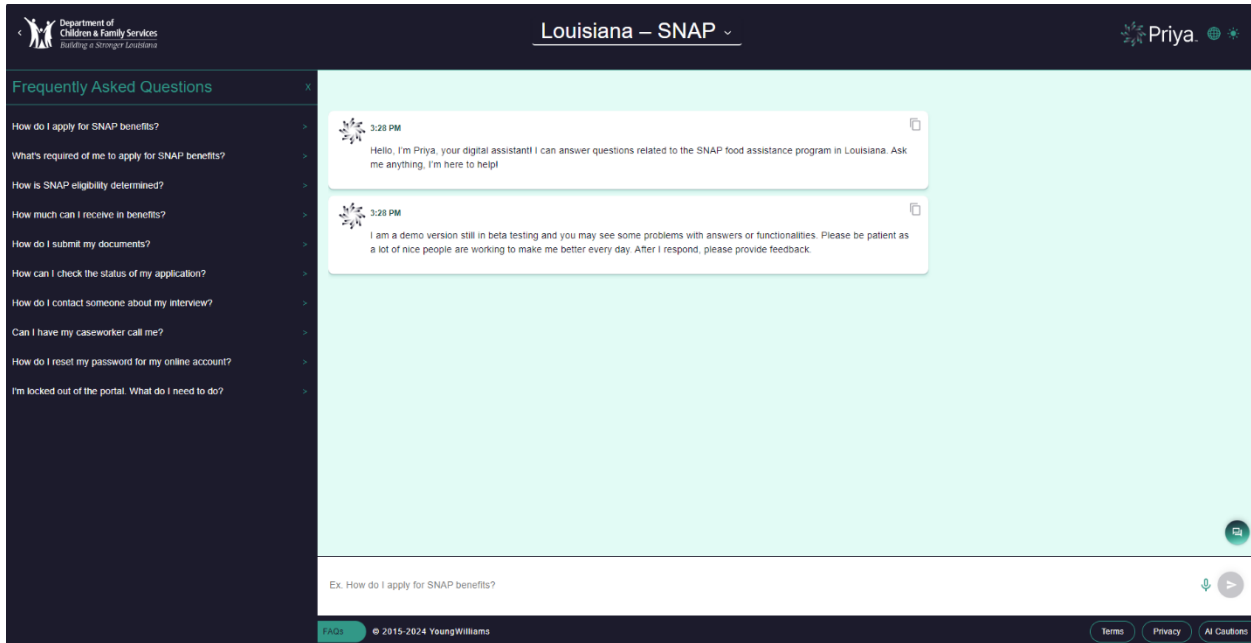 Department of
Children & Family Services
Building a Stronger Louisiana
Louisiana – SNAP
Priya
Frequently Asked Questions
X
How do I apply for SNAP benefits?
What's required of me to apply for SNAP benefits?
How is SNAP eligibility determined?
How much can I receive in benefits?
How do I submit my documents?
How can I check the status of my application?
How do I contact someone about my interview?
Can I have my caseworker call me?
How do I reset my password for my online account?
I'm locked out of the portal. What do I need to do?
3:28 PM
Hello, I'm Priya, your digital assistant! I can answer questions related to the SNAP food assistance program in Louisiana. Ask
me anything, I'm here to help!
3:28 PM
I am a demo version still in beta testing and you may see some problems with answers or functionalities. Please be patient as
a lot of nice people are working to make me better every day. After I respond, please provide feedback.
Ex. How do I apply for SNAP benefits?
FAQs
© 2015-2024 YoungWilliams
Terms
Privacy
AI Cautions